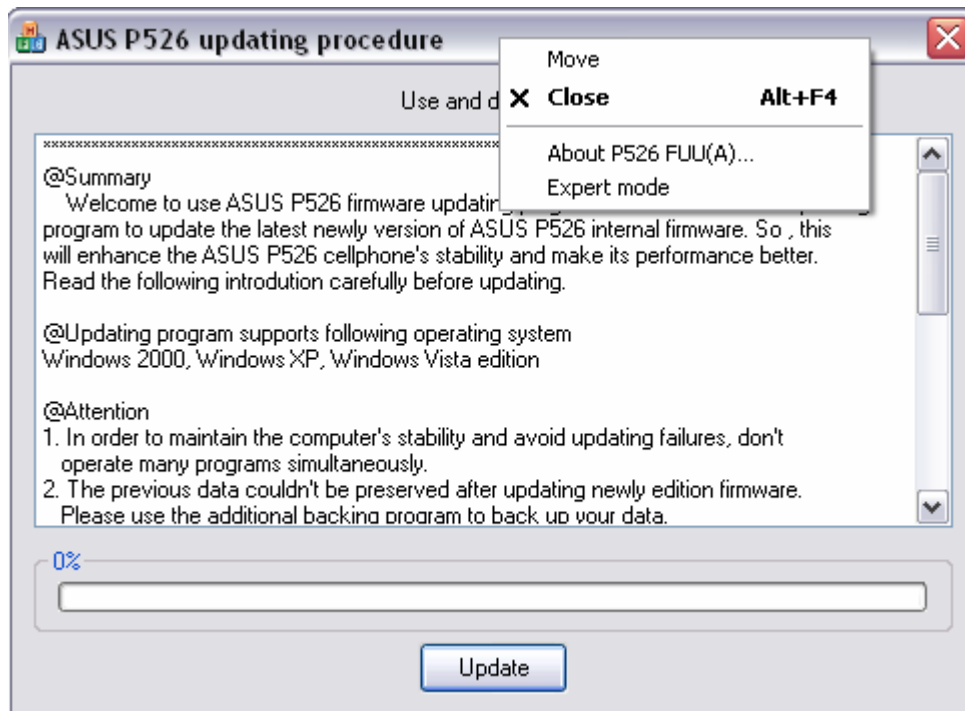 ASUS P526 updating procedure
Move
Close Alt+F4
About P526 FUU(A)...
Expert mode
Use and d
××××××××××××××××××××××××××××××××××××××××××××××××××××××××××××××××××××××××
@Summary
Welcome to use ASUS P526 firmware updating
program to update the latest newly version of ASUS P526 internal firmware. So , this
will enhance the ASUS P526 cellphone's stability and make its performance better.
Read the following introdution carefully before updating.
@Updating program supports following operating system
Windows 2000, Windows XP, Windows Vista edition
@Attention
1. In order to maintain the computer's stability and avoid updating failures, don't
operate many programs simultaneously.
2. The previous data couldn't be preserved after updating newly edition firmware.
Please use the additional backing program to back up your data.
0%
Update